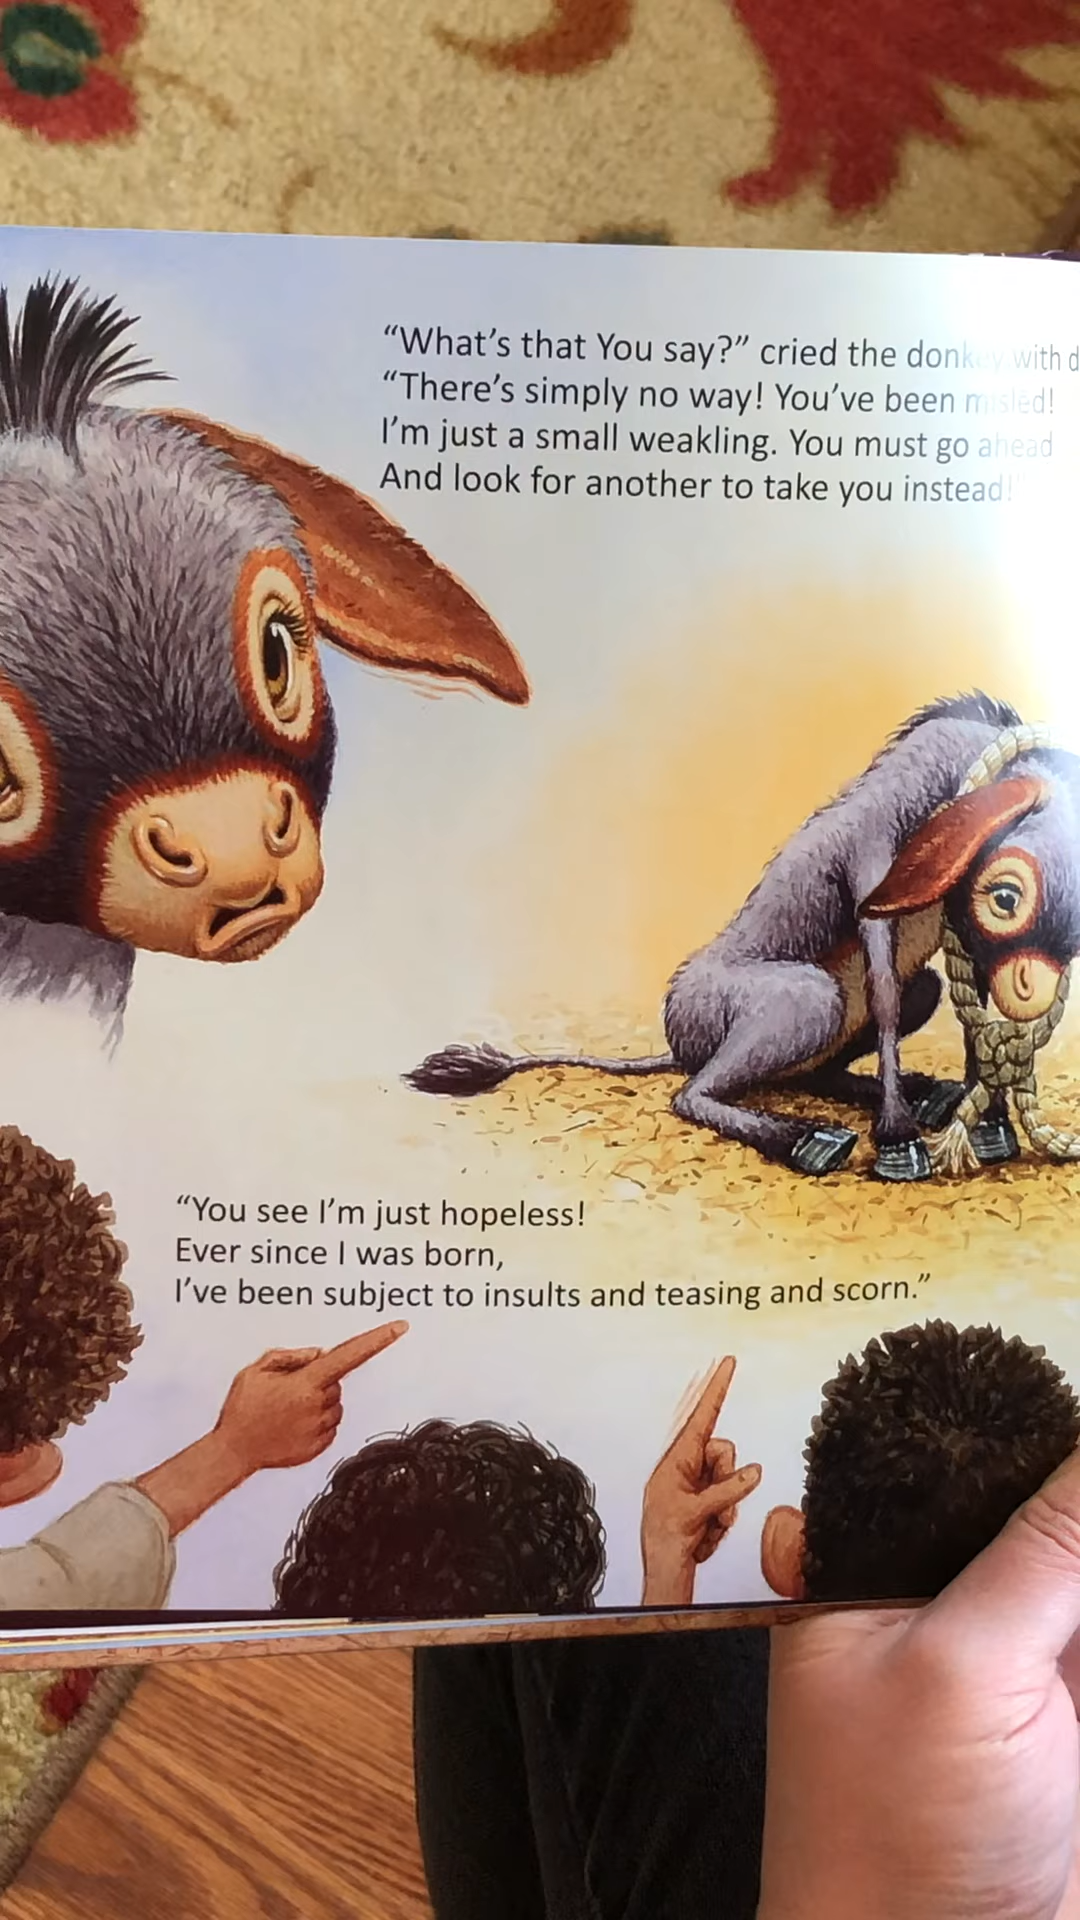 “What’s that You say?” cried the donkey with
“There’s simply no way! You’ve been misled!
I’m just a small weakling. You must go ahead
And look for another to take you instead!”
“You see I’m just hopeless!
Ever since I was born,
I’ve been subject to insults and teasing and scorn.”